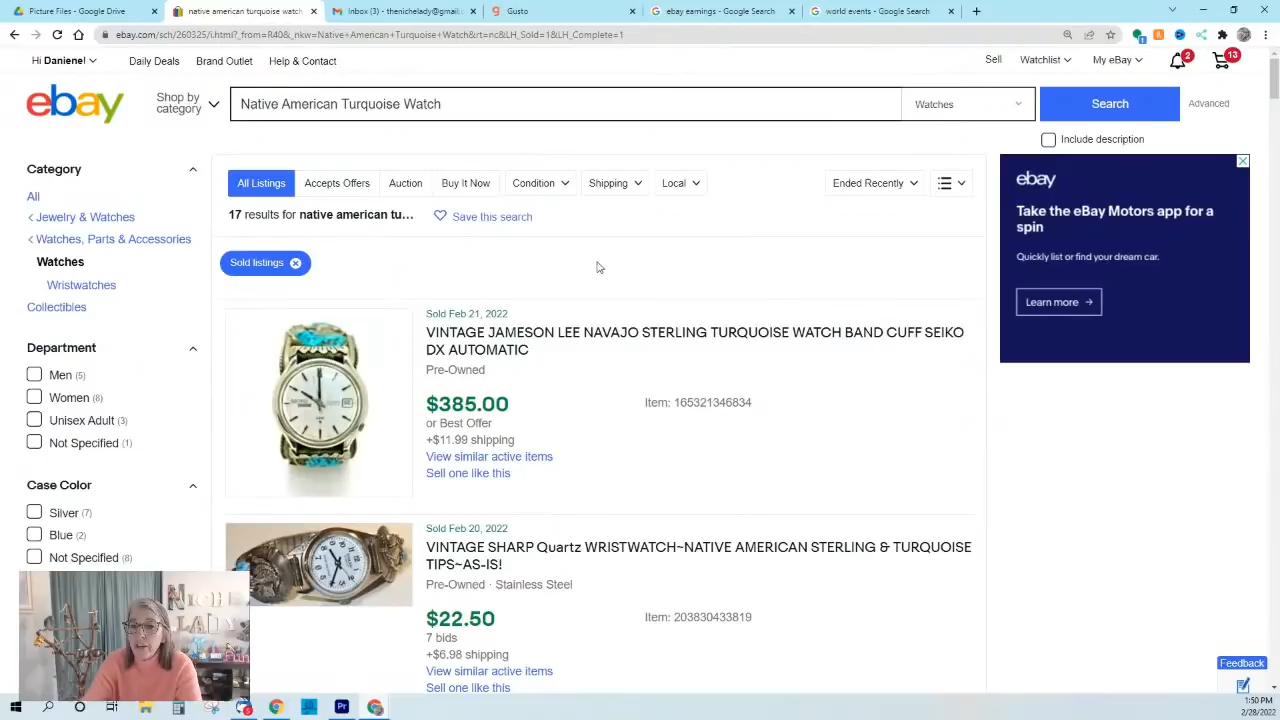 Picture Files - Google Drive
native american turquoise watch
Inbox (3) - thenichelady@gmail.
Gusto
ebay earnings - Google Search
world events - Google Search
ebay.com/sch/260325/i.html?_from=R40&_nkw=Native+American+Turquoise+Watch&rt=nc&LH_Sold=1&LH_Complete=1
Hi Daniene!
Daily Deals
Brand Outlet
Help & Contact
Sell
Watchlist
My eBay
2
13
ebay
Shop by
category
Native American Turquoise Watch
Watches
Search
Advanced
Include description
Category
All
Jewelry & Watches
Watches, Parts & Accessories
Watches
Wristwatches
Collectibles
Department
Men (5)
Women (8)
Unisex Adult (3)
Not Specified (1)
Case Color
Silver (7)
Blue (2)
Not Specified (8)
All Listings
Accepts Offers
Auction
Buy It Now
Condition
Shipping
Local
Ended Recently
17 results for native american tu...
Save this search
Sold listings
Sold Feb 21, 2022
VINTAGE JAMESON LEE NAVAJO STERLING TURQUOISE WATCH BAND CUFF SEIKO
DX AUTOMATIC
Pre-Owned
$385.00
Item: 165321346834
or Best Offer
+$11.99 shipping
View similar active items
Sell one like this
Sold Feb 20, 2022
VINTAGE SHARP Quartz WRISTWATCH~NATIVE AMERICAN STERLING & TURQUOISE
TIPS~AS-IS!
Pre-Owned · Stainless Steel
$22.50
Item: 203830433819
7 bids
+$6.98 shipping
View similar active items
Sell one like this
ebay
Take the eBay Motors app for a
spin
Quickly list or find your dream car.
Learn more
Feedback
LADY
Pr
1:50 PM
2/28/2022